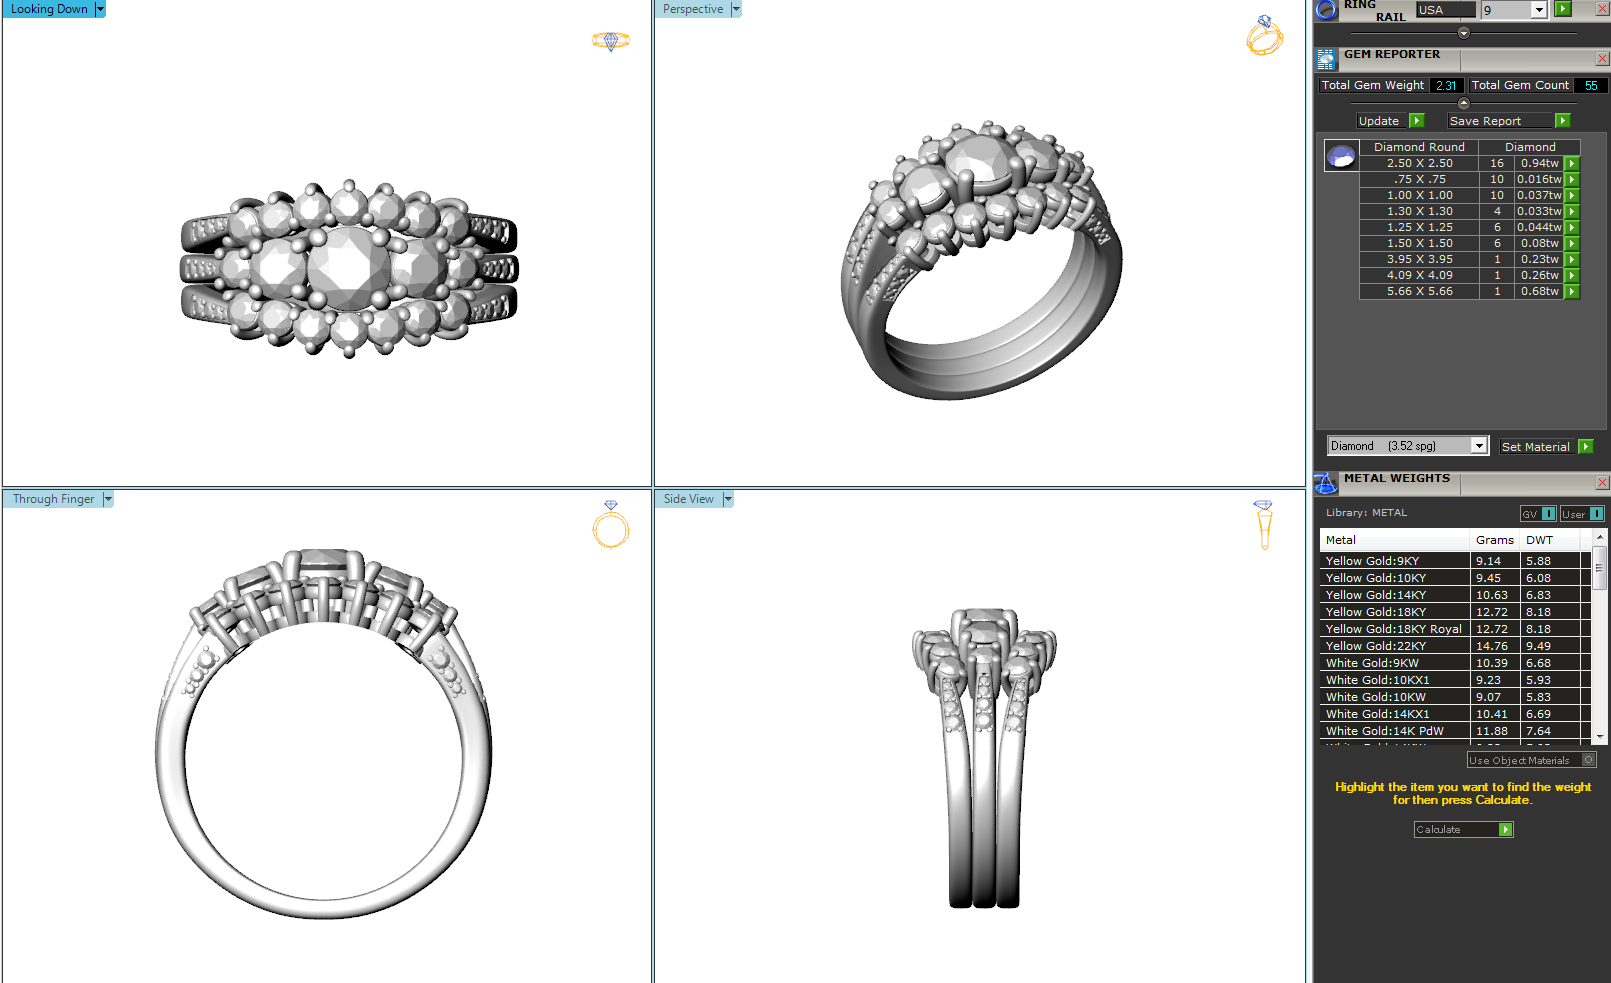 Looking Down
Perspective
Through Finger
Side View
RING RAIL
USA
9
GEM REPORTER
Total Gem Weight 2.31 Total Gem Count 55
Update Save Report
Diamond Round Diamond
2.50 X 2.50 16 0.94tw
.75 X .75 10 0.016tw
1.00 X 1.00 10 0.037tw
1.30 X 1.30 4 0.033tw
1.25 X 1.25 6 0.044tw
1.50 X 1.50 6 0.08tw
3.95 X 3.95 1 0.23tw
4.09 X 4.09 1 0.26tw
5.66 X 5.66 1 0.68tw
Diamond (3.52 spg) Set Material
METAL WEIGHTS
Library: METAL GV I User I
Metal Grams DWT
Yellow Gold:9KY 9.14 5.88
Yellow Gold:10KY 9.45 6.08
Yellow Gold:14KY 10.63 6.83
Yellow Gold:18KY 12.72 8.18
Yellow Gold:18KY Royal 12.72 8.18
Yellow Gold:22KY 14.76 9.49
White Gold:9KW 10.39 6.68
White Gold:10KX1 9.23 5.93
White Gold:10KW 9.07 5.83
White Gold:14KX1 10.41 6.69
White Gold:14K PdW 11.88 7.64
Use Object Materials
Highlight the item you want to find the weight
for then press Calculate.
Calculate